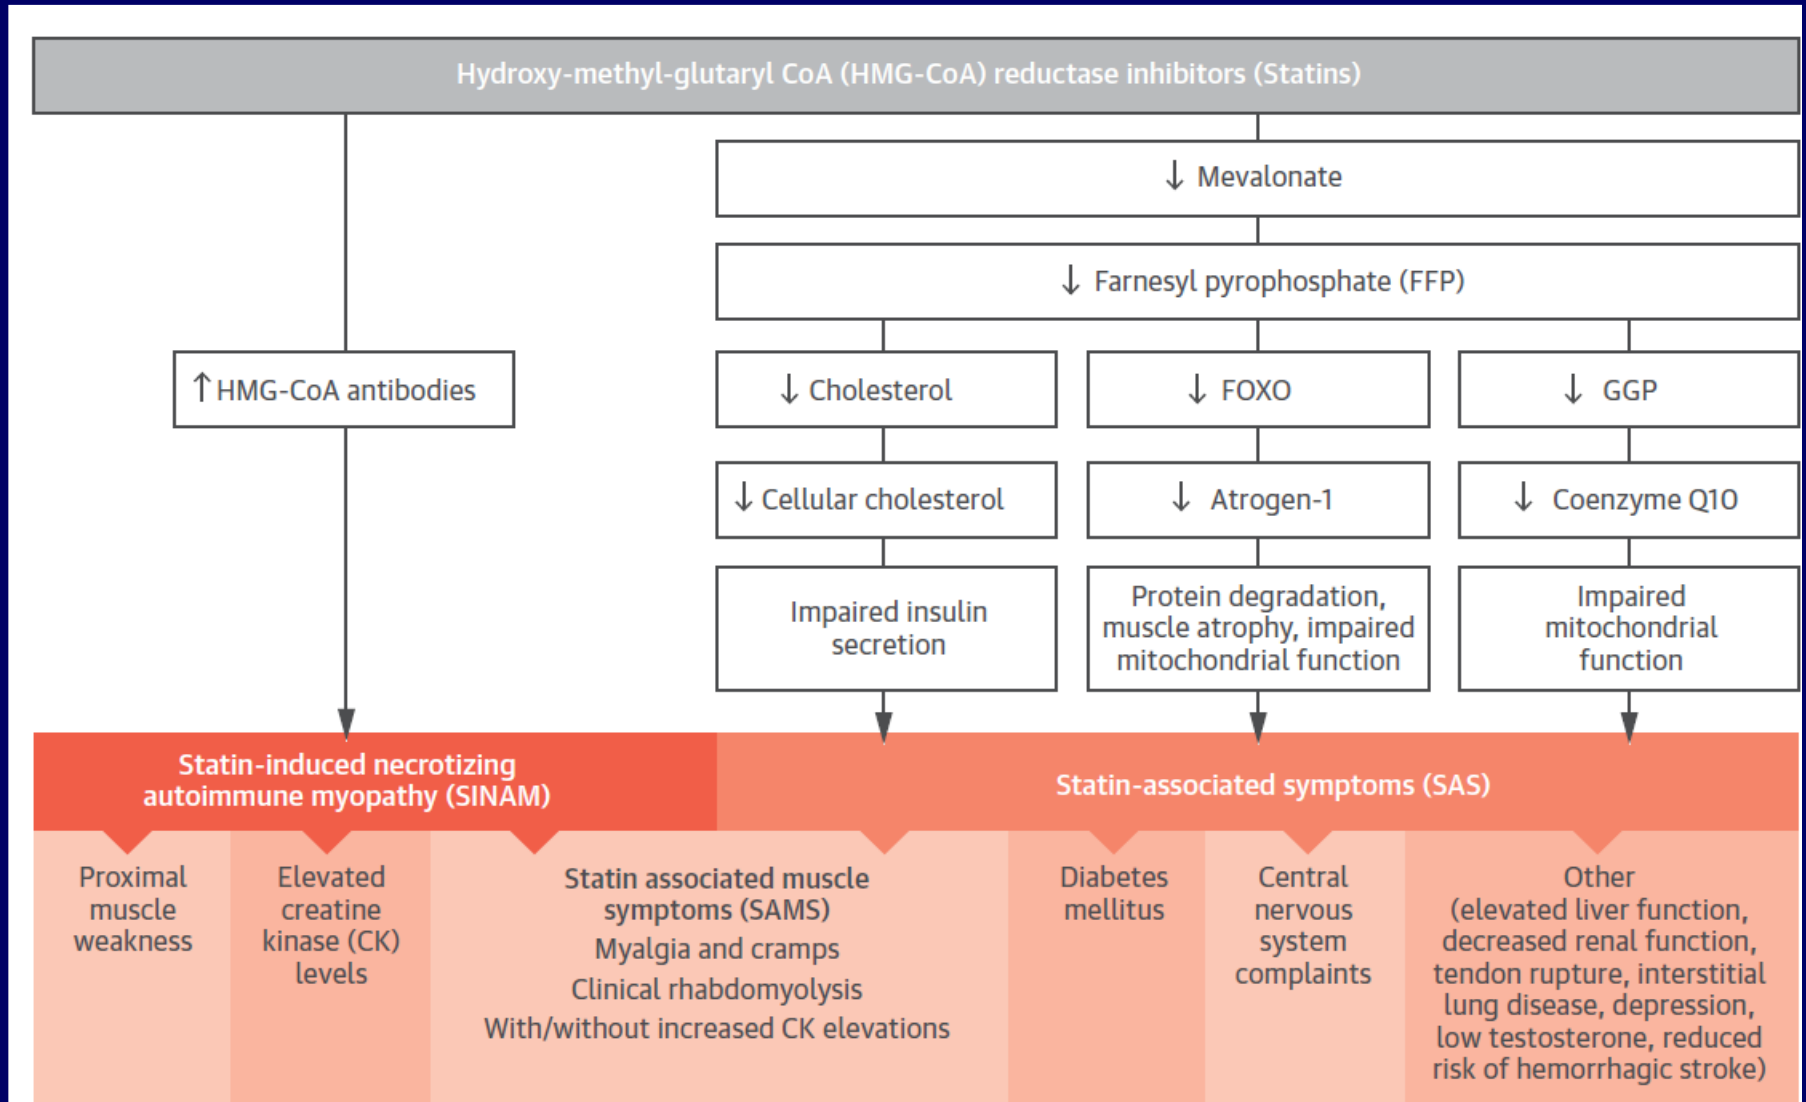 Hydroxy-methyl-glutaryl CoA (HMG-CoA) reductase inhibitors (Statins)
↓ Mevalonate
↓ Farnesyl pyrophosphate (FFP)
↑ HMG-CoA antibodies
↓ Cholesterol
↓ FOXO
↓ GGP
↓ Cellular cholesterol
↓ Atrogen-1
↓ Coenzyme Q10
Impaired insulin
secretion
Protein degradation,
muscle atrophy, impaired
mitochondrial function
Impaired
mitochondrial
function
Statin-induced necrotizing
autoimmune myopathy (SINAM)
Statin-associated symptoms (SAS)
Proximal
muscle
weakness
Elevated
creatine
kinase (CK)
levels
Statin associated muscle
symptoms (SAMS)
Myalgia and cramps
Clinical rhabdomyolysis
With/without increased CK elevations
Diabetes
mellitus
Central
nervous
system
complaints
Other
(elevated liver function,
decreased renal function,
tendon rupture, interstitial
lung disease, depression,
low testosterone, reduced
risk of hemorrhagic stroke)